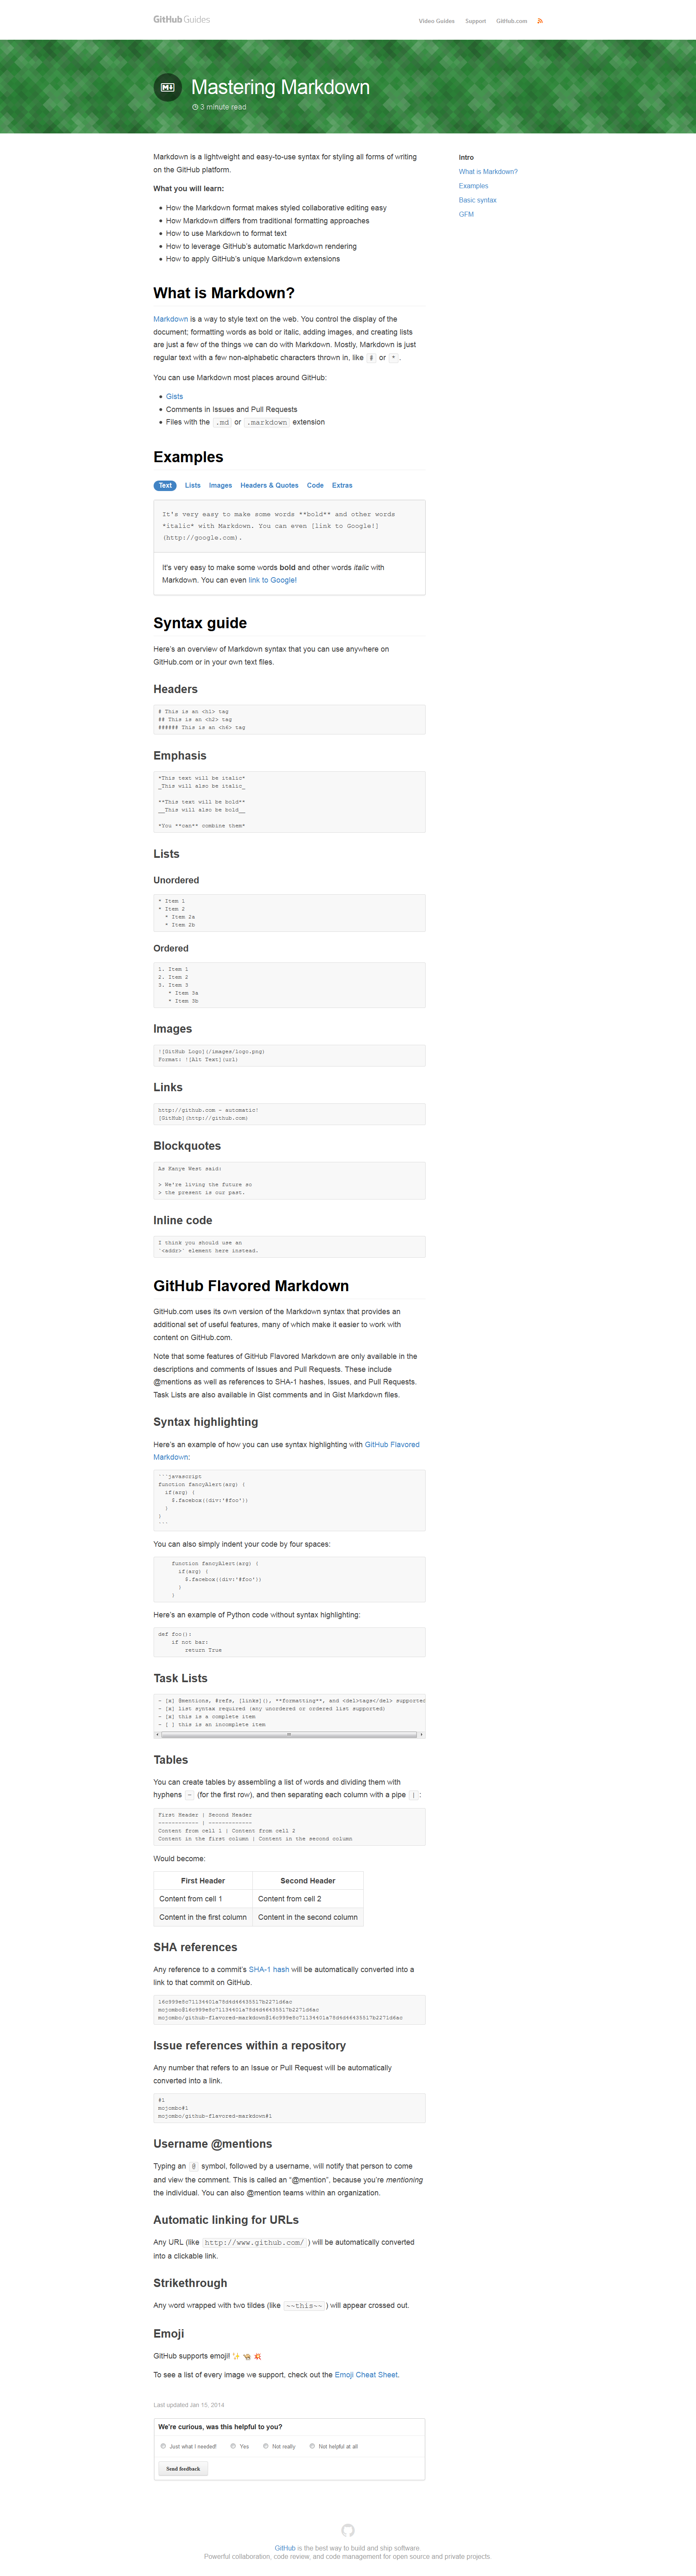 GitHub Guides
Video Guides Support GitHub.com
Mastering Markdown
3 minute read
Markdown is a lightweight and easy-to-use syntax for styling all forms of writing
on the GitHub platform.
What you will learn:
How the Markdown format makes styled collaborative editing easy
How Markdown differs from traditional formatting approaches
How to use Markdown to format text
How to leverage GitHub's automatic Markdown rendering
How to apply GitHub's unique Markdown extensions
Intro
What is Markdown?
Examples
Basic syntax
GFM
What is Markdown?
Markdown is a way to style text on the web. You control the display of the
document; formatting words as bold or italic, adding images, and creating lists
are just a few of the things we can do with Markdown. Mostly, Markdown is just
regular text with a few non-alphabetic characters thrown in, like # or *.
You can use Markdown most places around GitHub:
Gists
Comments in Issues and Pull Requests
Files with the .md or .markdown extension
Examples
Text Lists Images Headers & Quotes Code Extras
It's very easy to make some words **bold** and other words
*italic* with Markdown. You can even [link to Google!]
(http://google.com).
It's very easy to make some words bold and other words italic with
Markdown. You can even link to Google!
Syntax guide
Here's an overview of Markdown syntax that you can use anywhere on
GitHub.com or in your own text files.
Headers
# This is an <h1> tag
## This is an <h2> tag
###### This is an <h6> tag
Emphasis
*This text will be italic*
_This will also be italic_
**This text will be bold**
__This will also be bold__
*You **can** combine them*
Lists
Unordered
* Item 1
* Item 2
  * Item 2a
  * Item 2b
Ordered
1. Item 1
2. Item 2
3. Item 3
   * Item 3a
   * Item 3b
Images
![GitHub Logo](/images/logo.png)
Format: ![Alt Text](url)
Links
http://github.com - automatic!
[GitHub](http://github.com)
Blockquotes
As Kanye West said:
> We're living the future so
> the present is our past.
Inline code
I think you should use an
`<addr>` element here instead.
GitHub Flavored Markdown
GitHub.com uses its own version of the Markdown syntax that provides an
additional set of useful features, many of which make it easier to work with
content on GitHub.com.
Note that some features of GitHub Flavored Markdown are only available in the
descriptions and comments of Issues and Pull Requests. These include
@mentions as well as references to SHA-1 hashes, Issues, and Pull Requests.
Task Lists are also available in Gist comments and in Gist Markdown files.
Syntax highlighting
Here's an example of how you can use syntax highlighting with GitHub Flavored
Markdown:
```javascript
function fancyAlert(arg) {
  if(arg) {
    $.facebox({div:'#foo'})
  }
}
```
You can also simply indent your code by four spaces:
    function fancyAlert(arg) {
      if(arg) {
        $.facebox({div:'#foo'})
      }
    }
Here's an example of Python code without syntax highlighting:
def foo():
    if not bar:
        return True
Task Lists
- [x] @mentions, #refs, [links](), **formatting**, and <del>tags</del> supported
- [x] list syntax required (any unordered or ordered list supported)
- [x] this is a complete item
- [ ] this is an incomplete item
Tables
You can create tables by assembling a list of words and dividing them with
hyphens - (for the first row), and then separating each column with a pipe |:
First Header | Second Header
------------ | -------------
Content from cell 1 | Content from cell 2
Content in the first column | Content in the second column
Would become:
First Header Second Header
Content from cell 1 Content from cell 2
Content in the first column Content in the second column
SHA references
Any reference to a commit's SHA-1 hash will be automatically converted into a
link to that commit on GitHub.
16c999e8c71134401a78d4d46435517b2271d6ac
mojombo@16c999e8c71134401a78d4d46435517b2271d6ac
mojombo/github-flavored-markdown@16c999e8c71134401a78d4d46435517b2271d6ac
Issue references within a repository
Any number that refers to an Issue or Pull Request will be automatically
converted into a link.
#1
mojombo#1
mojombo/github-flavored-markdown#1
Username @mentions
Typing an @ symbol, followed by a username, will notify that person to come
and view the comment. This is called an "@mention", because you're mentioning
the individual. You can also @mention teams within an organization.
Automatic linking for URLs
Any URL (like http://www.github.com/) will be automatically converted
into a clickable link.
Strikethrough
Any word wrapped with two tildes (like ~~this~~) will appear crossed out.
Emoji
GitHub supports emoji!
To see a list of every image we support, check out the Emoji Cheat Sheet.
Last updated Jan 15, 2014
We're curious, was this helpful to you?
Just what I needed! Yes Not really Not helpful at all
Send feedback
GitHub is the best way to build and ship software.
Powerful collaboration, code review, and code management for open source and private projects.